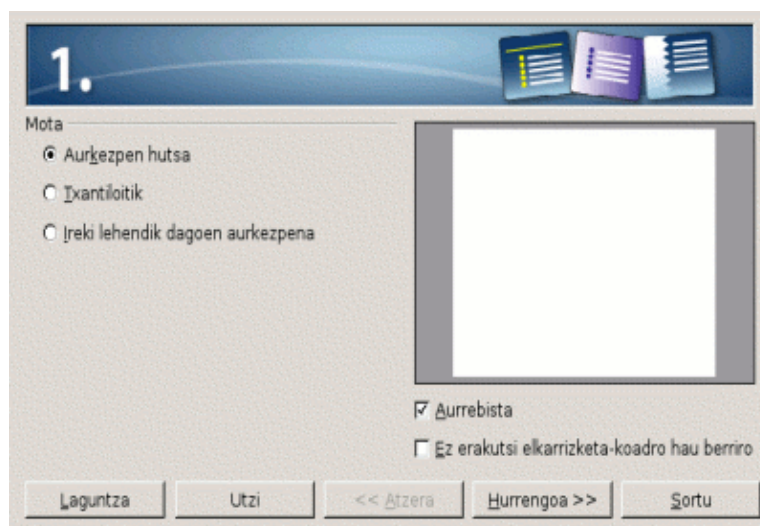 1.
Mota
Aurkezpen hutsa
Txantiloitik
Ireki lehendik dagoen aurkezpena
Aurrebista
Ez erakutsi elkarrizketa-koadro hau berriro
Laguntza Utzi << Atzera Hurrengoa >> Sortu